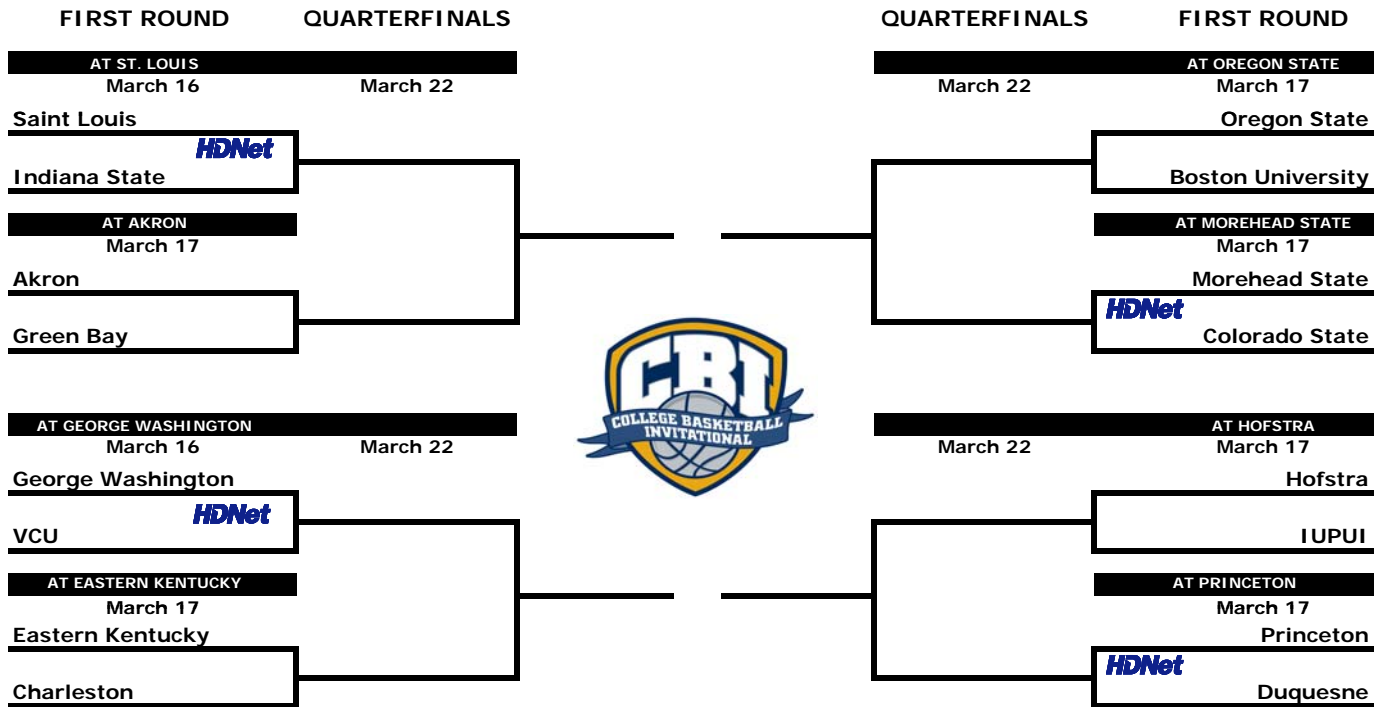 FIRST ROUND QUARTERFINALS QUARTERFINALS FIRST ROUND
AT ST. LOUIS AT OREGON STATE
March 16 March 22 March 22 March 17
Saint Louis Oregon State
HDNet
Indiana State Boston University
AT AKRON AT MOREHEAD STATE
March 17 March 17
Akron Morehead State
HDNet
Green Bay Colorado State
CBI
COLLEGE BASKETBALL
INVITATIONAL
AT GEORGE WASHINGTON AT HOFSTRA
March 16 March 22 March 22 March 17
George Washington Hofstra
HDNet
VCU IUPUI
AT EASTERN KENTUCKY AT PRINCETON
March 17 March 17
Eastern Kentucky Princeton
HDNet
Charleston Duquesne